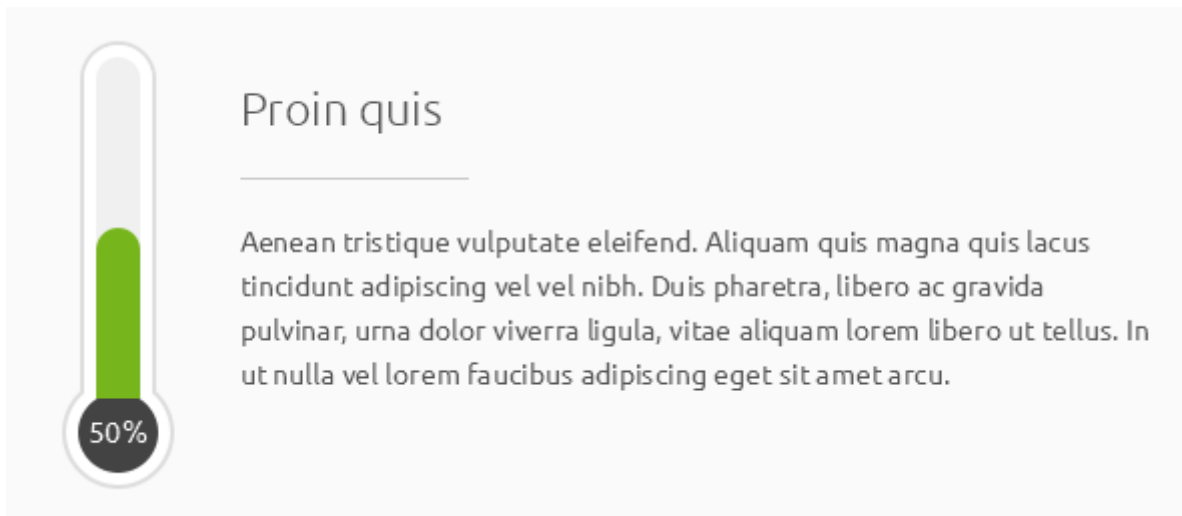 Proin quis
Aenean tristique vulputate eleifend. Aliquam quis magna quis lacus
tincidunt adipiscing vel vel nibh. Duis pharetra, libero ac gravida
pulvinar, urna dolor viverra ligula, vitae aliquam lorem libero ut tellus. In
ut nulla vel lorem faucibus adipiscing eget sit amet arcu.
50%